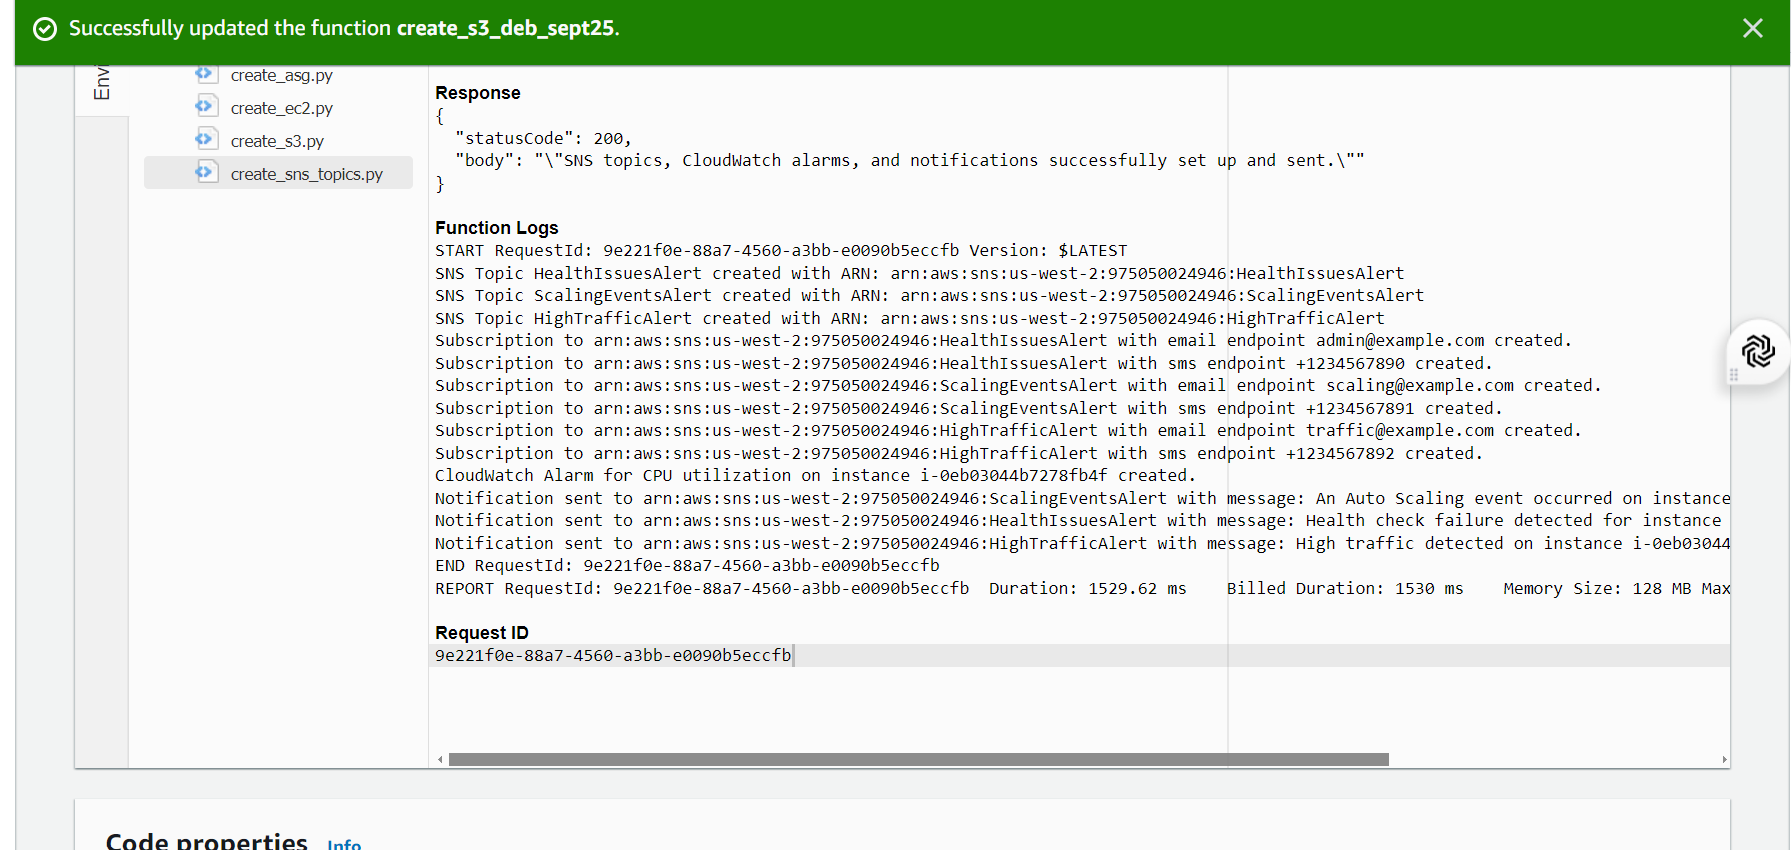 Successfully updated the function create_s3_deb_sept25.
Envi
create_asg.py
create_ec2.py
create_s3.py
create_sns_topics.py
Response
{
"statusCode": 200,
"body": "\"SNS topics, CloudWatch alarms, and notifications successfully set up and sent.\""
}
Function Logs
START RequestId: 9e221f0e-88a7-4560-a3bb-e0090b5eccfb Version: $LATEST
SNS Topic HealthIssuesAlert created with ARN: arn:aws:sns:us-west-2:975050024946:HealthIssuesAlert
SNS Topic ScalingEventsAlert created with ARN: arn:aws:sns:us-west-2:975050024946:ScalingEventsAlert
SNS Topic HighTrafficAlert created with ARN: arn:aws:sns:us-west-2:975050024946:HighTrafficAlert
Subscription to arn:aws:sns:us-west-2:975050024946:HealthIssuesAlert with email endpoint admin@example.com created.
Subscription to arn:aws:sns:us-west-2:975050024946:HealthIssuesAlert with sms endpoint +1234567890 created.
Subscription to arn:aws:sns:us-west-2:975050024946:ScalingEventsAlert with email endpoint scaling@example.com created.
Subscription to arn:aws:sns:us-west-2:975050024946:ScalingEventsAlert with sms endpoint +1234567891 created.
Subscription to arn:aws:sns:us-west-2:975050024946:HighTrafficAlert with email endpoint traffic@example.com created.
Subscription to arn:aws:sns:us-west-2:975050024946:HighTrafficAlert with sms endpoint +1234567892 created.
CloudWatch Alarm for CPU utilization on instance i-0eb03044b7278fb4f created.
Notification sent to arn:aws:sns:us-west-2:975050024946:ScalingEventsAlert with message: An Auto Scaling event occurred on instance
Notification sent to arn:aws:sns:us-west-2:975050024946:HealthIssuesAlert with message: Health check failure detected for instance
Notification sent to arn:aws:sns:us-west-2:975050024946:HighTrafficAlert with message: High traffic detected on instance i-0eb03044
END RequestId: 9e221f0e-88a7-4560-a3bb-e0090b5eccfb
REPORT RequestId: 9e221f0e-88a7-4560-a3bb-e0090b5eccfb Duration: 1529.62 ms Billed Duration: 1530 ms Memory Size: 128 MB Max
Request ID
9e221f0e-88a7-4560-a3bb-e0090b5eccfb
Code properties Info